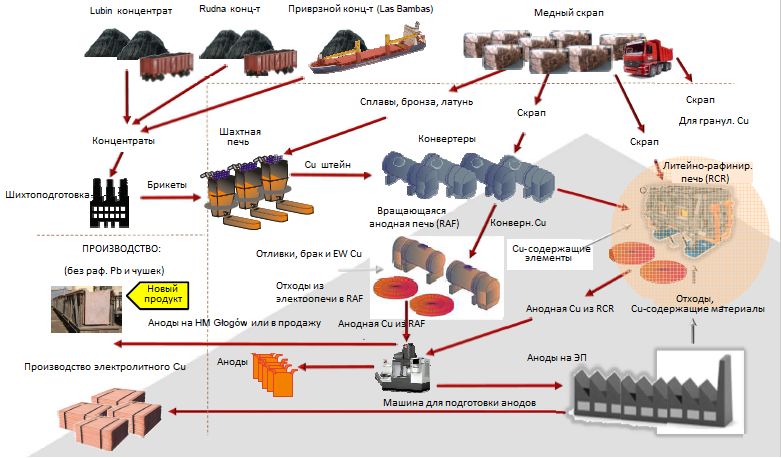 Lubin концентрат
Rudna конц-т
Приврзной конц-т (Las Bambas)
Медный скрап
Сплавы, бронза, латунь
Скрап
Скрап
Для гранул. Cu
Концентраты
Шахтная
печь
Конвертеры
Скрап
Литейно-рафинир.
печь (RCR)
Cu штейн
Шихтоподготовка
Брикеты
Вращающаяся
анодная печь (RAF)
Конверн. Cu
ПРОИЗВОДСТВО:
(без раф. Pb и чушек)
Отливки, брак и EW Cu
Cu-содержащие
элементы
Новый
продукт
Отходы из
электропечи в RAF
Отходы,
Cu-содержащие материалы
Аноды на HM Głogów или в продажу
Анодная Cu из RAF
Анодная Cu из RCR
Производство электролитного Cu
Аноды
Аноды на ЭП
Машина для подготовки анодов